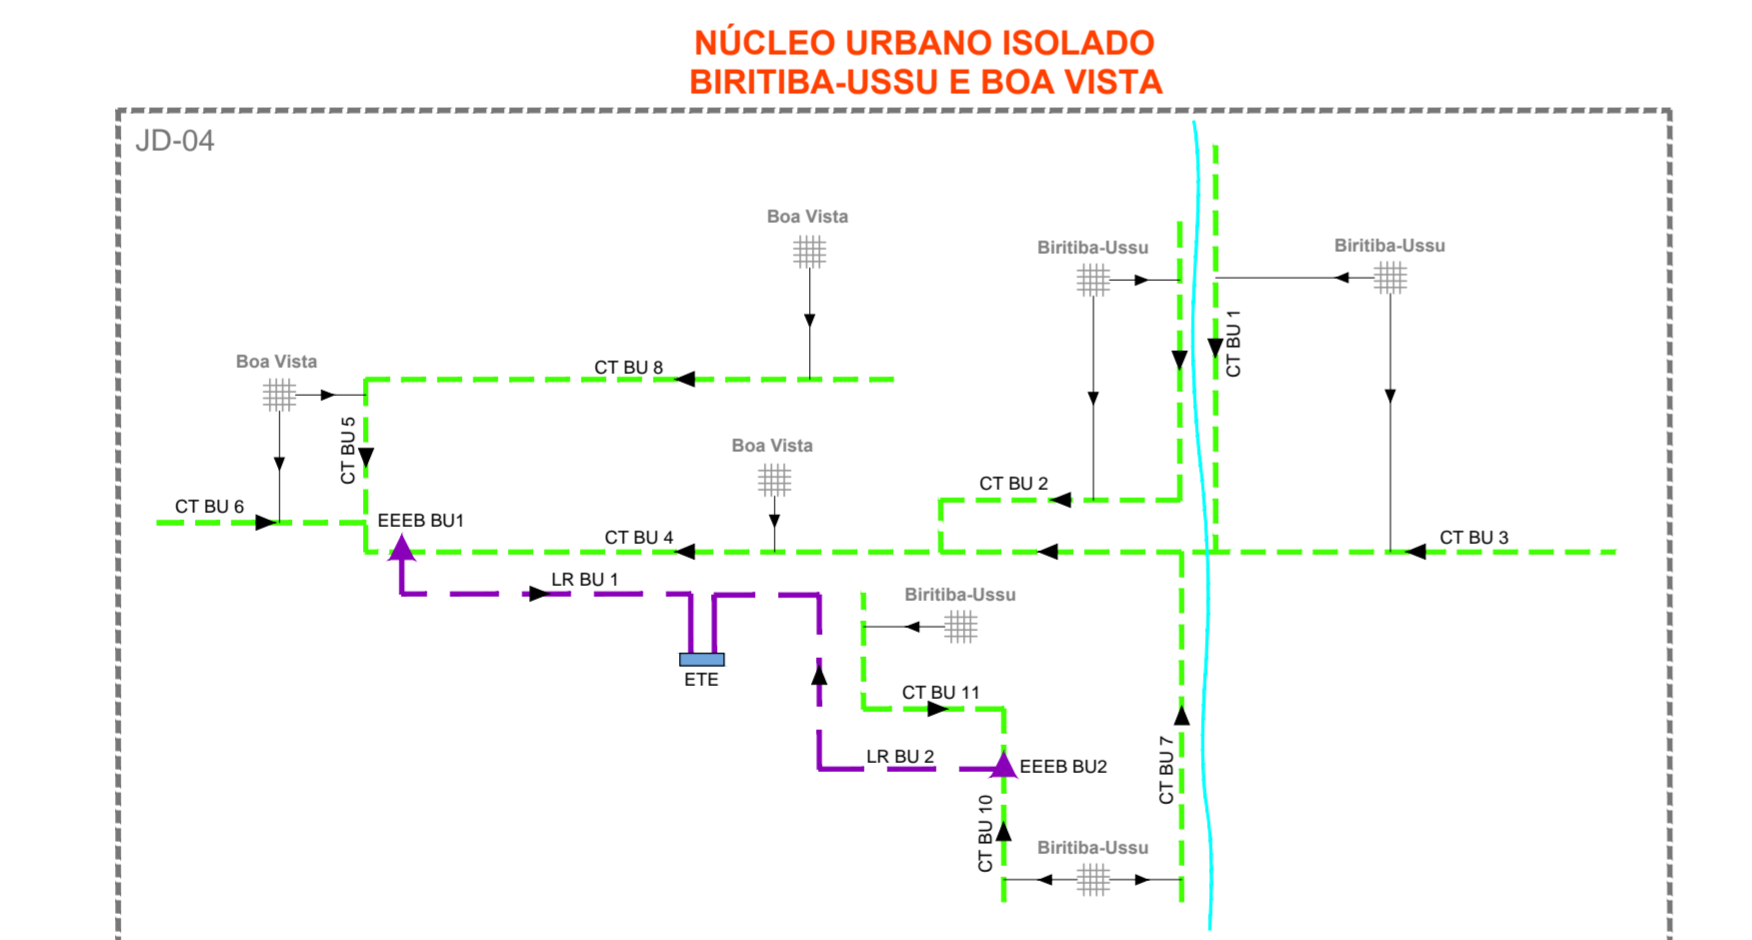 NÚCLEO URBANO ISOLADO
BIRITIBA-USSU E BOA VISTA
JD-04
Boa Vista
Biritiba-Ussu
Biritiba-Ussu
CT BU 1
Boa Vista
CT BU 8
CT BU 5
Boa Vista
CT BU 2
CT BU 6
EEEB BU1
CT BU 4
CT BU 3
LR BU 1
Biritiba-Ussu
ETE
CT BU 11
LR BU 2
EEEB BU2
CT BU 7
CT BU 10
Biritiba-Ussu